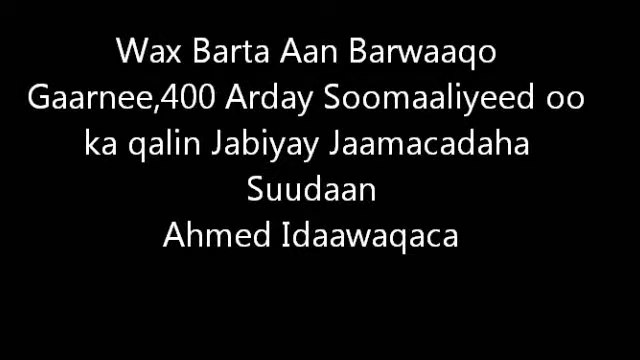 Wax Barta Aan Barwaaqo
Gaarnee,400 Arday Soomaaliyeed oo
ka qalin Jabiyay Jaamacadaha
Suudaan
Ahmed Idaawaqaca